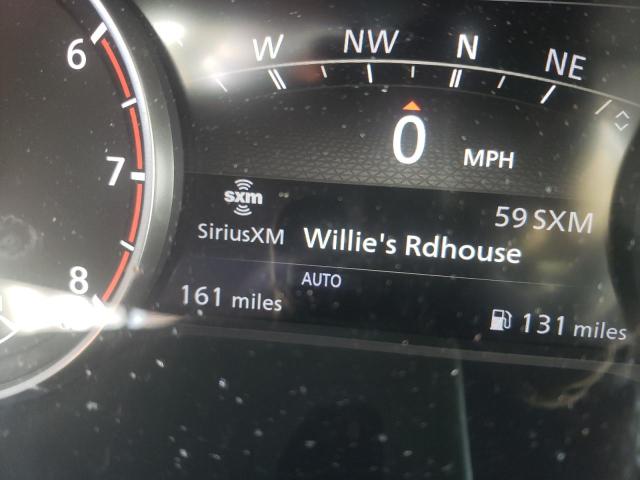 W NW N NE
6
0 MPH
7
sxm
59 SXM
SiriusXM Willie's Rdhouse
AUTO
8
161 miles
131 miles